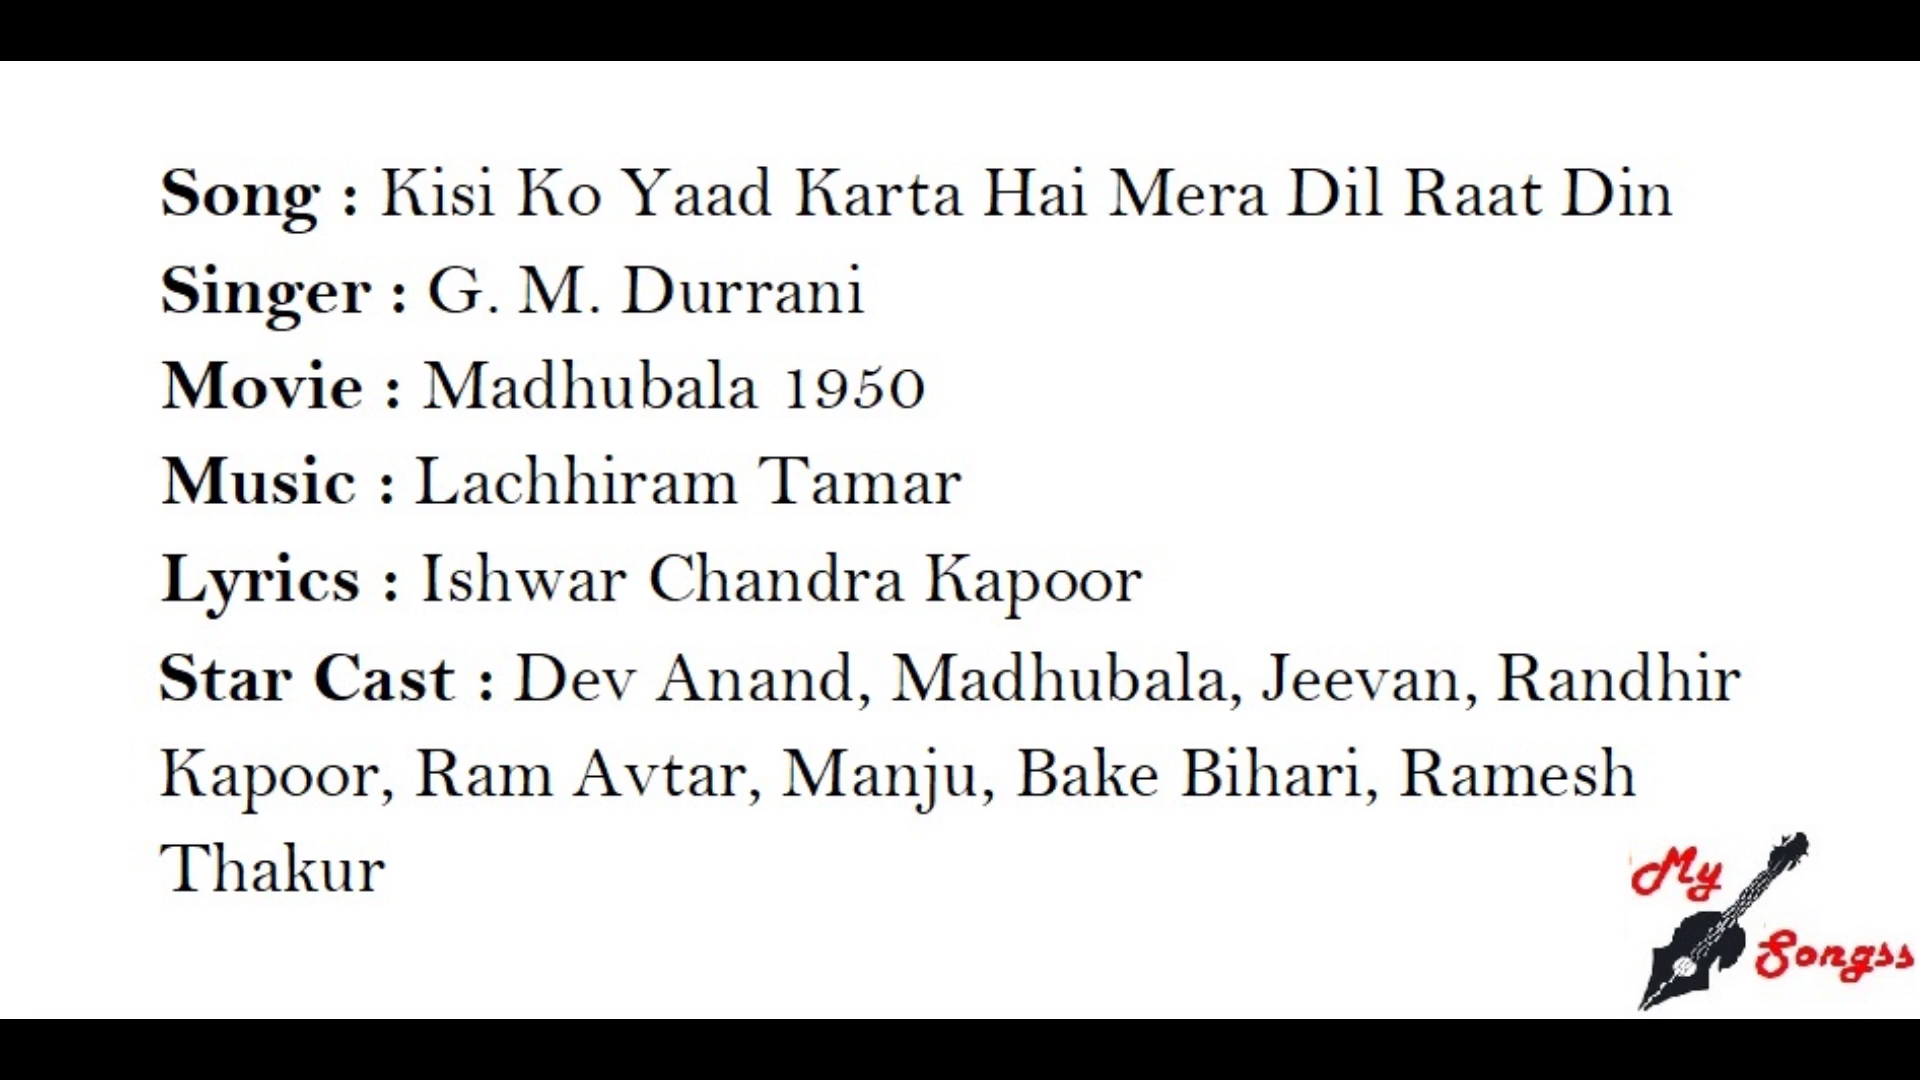 Song : Kisi Ko Yaad Karta Hai Mera Dil Raat Din
Singer : G. M. Durrani
Movie : Madhubala 1950
Music : Lachhiram Tamar
Lyrics : Ishwar Chandra Kapoor
Star Cast : Dev Anand, Madhubala, Jeevan, Randhir
Kapoor, Ram Avtar, Manju, Bake Bihari, Ramesh
Thakur
My
Songss